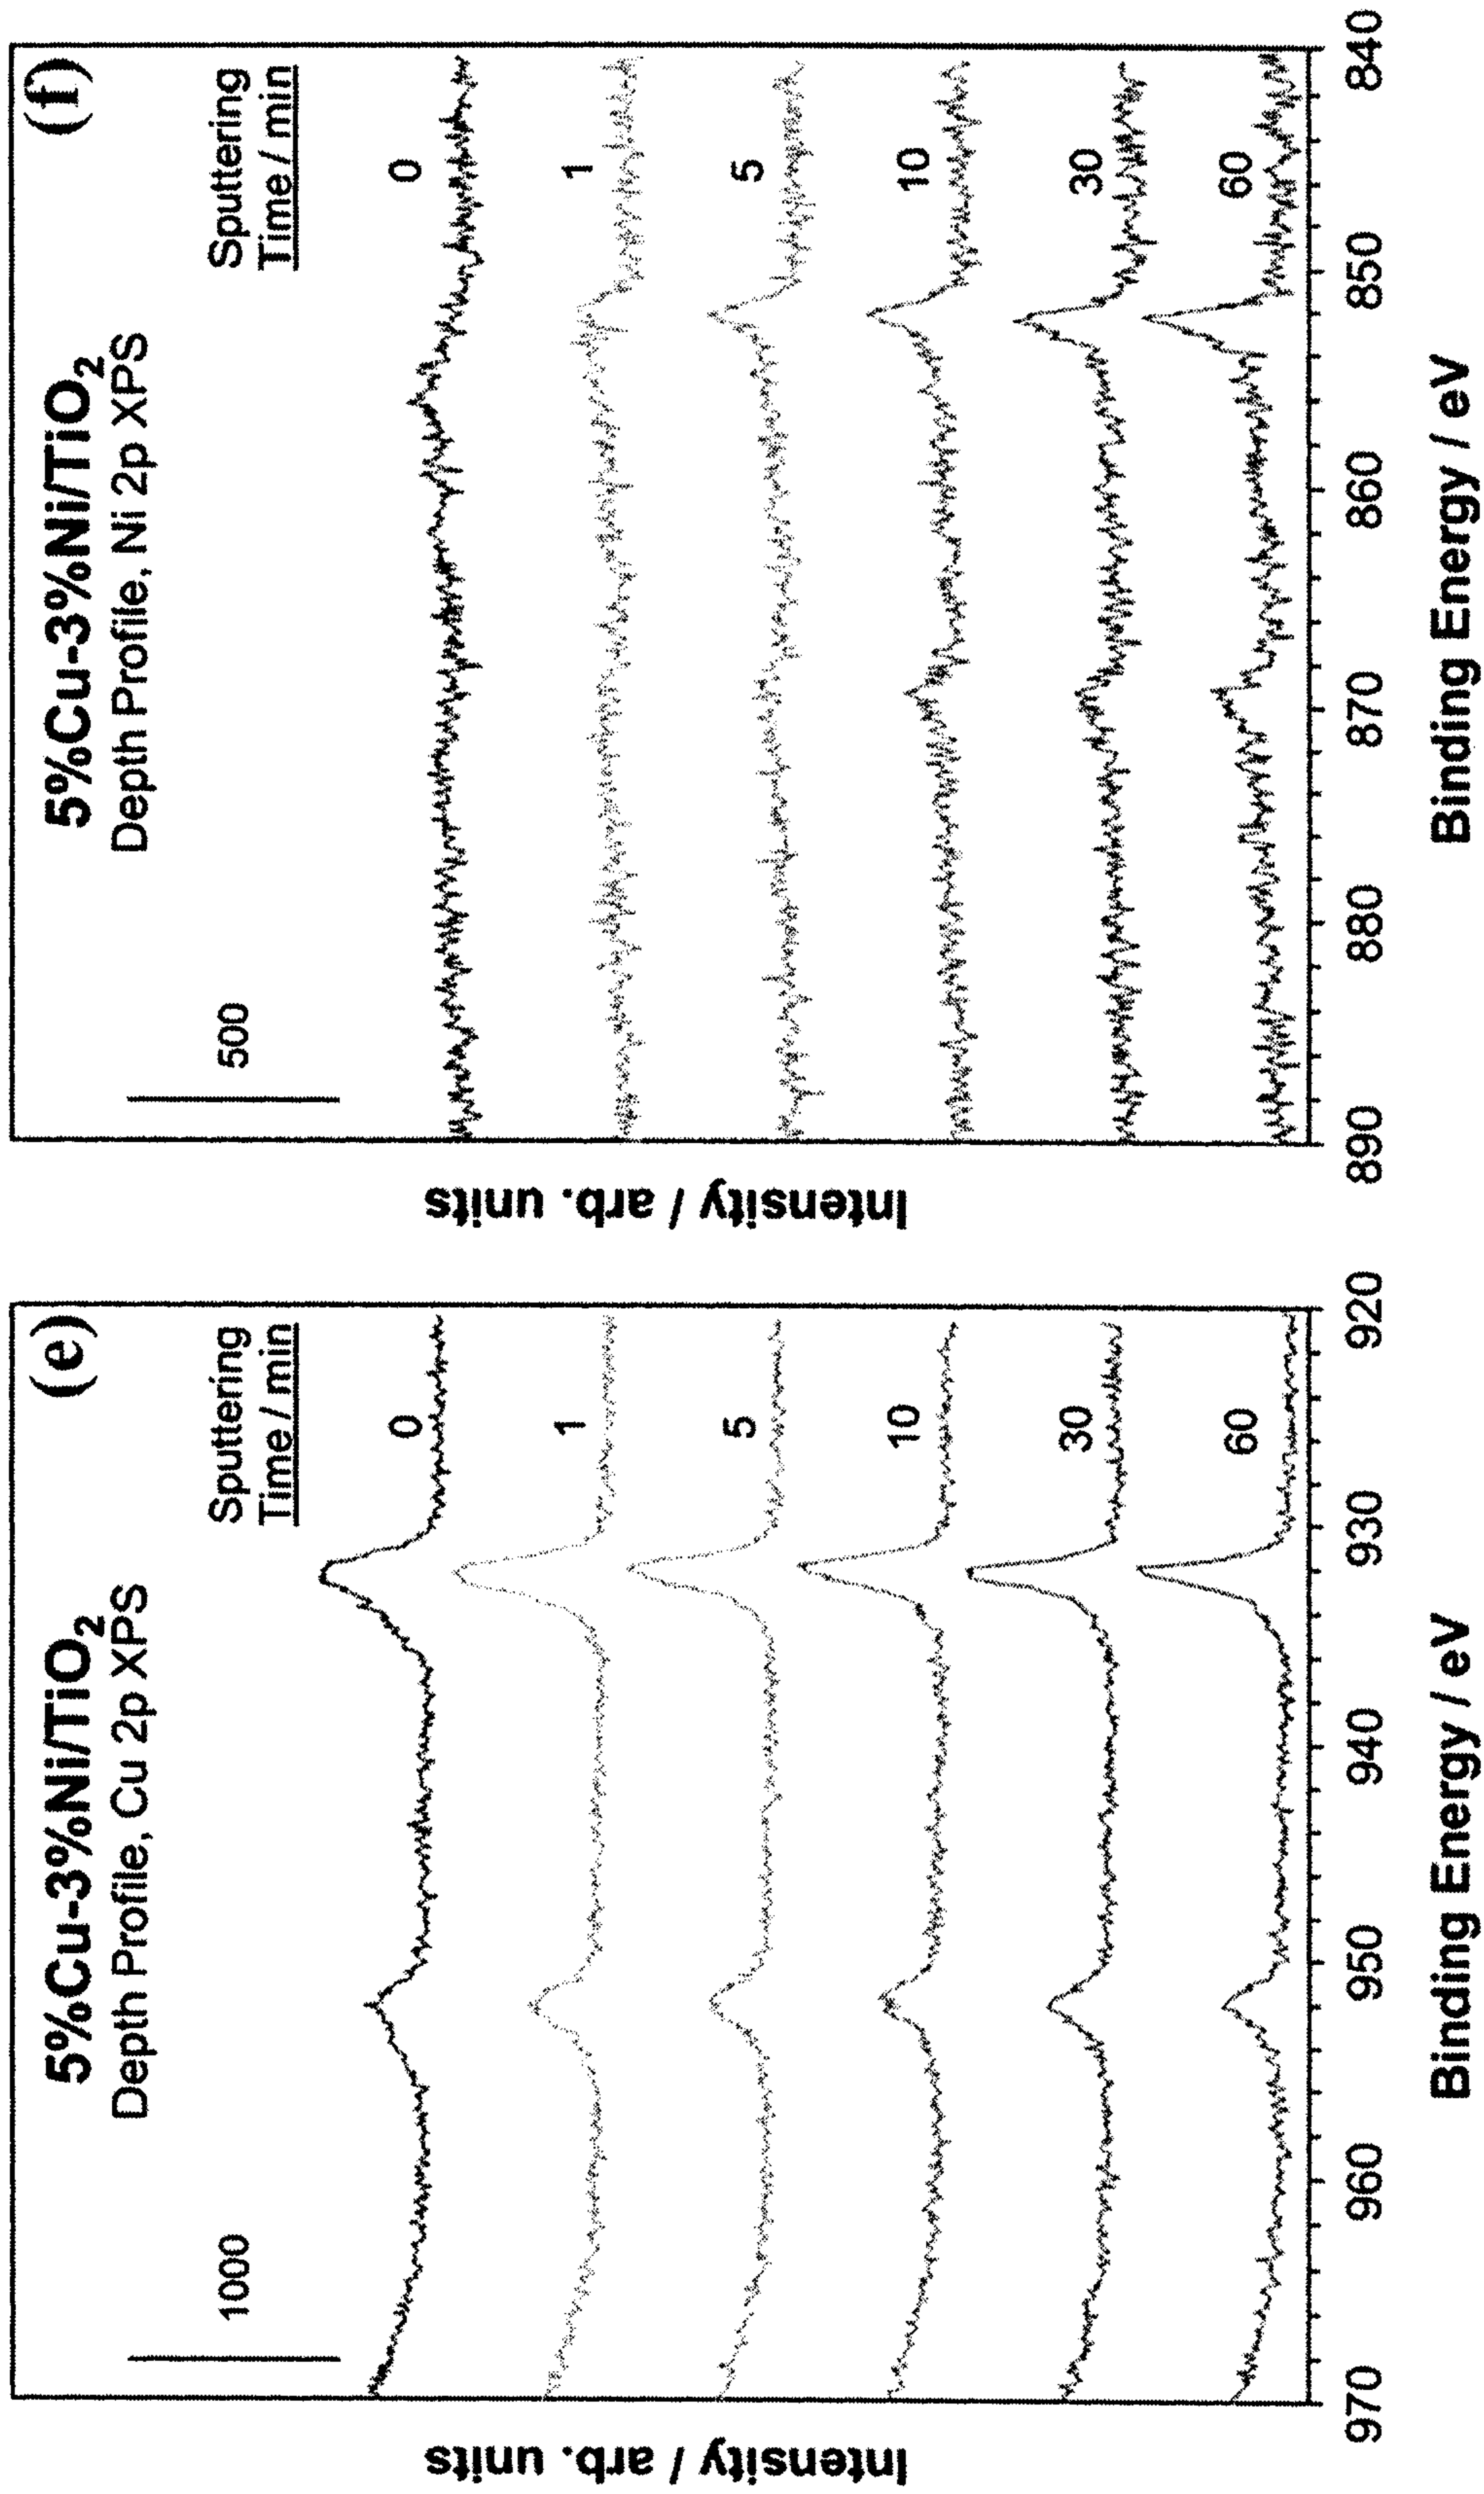 (e)
5%Cu-3%Ni/TiO2
Depth Profile, Cu 2p XPS
Sputtering
Time / min
1000
0
1
5
10
30
60
Intensity / arb. units
970 960 950 940 930 920
Binding Energy / eV
(f)
5%Cu-3%Ni/TiO2
Depth Profile, Ni 2p XPS
Sputtering
Time / min
500
0
1
5
10
30
60
Intensity / arb. units
890 880 870 860 850 840
Binding Energy / eV